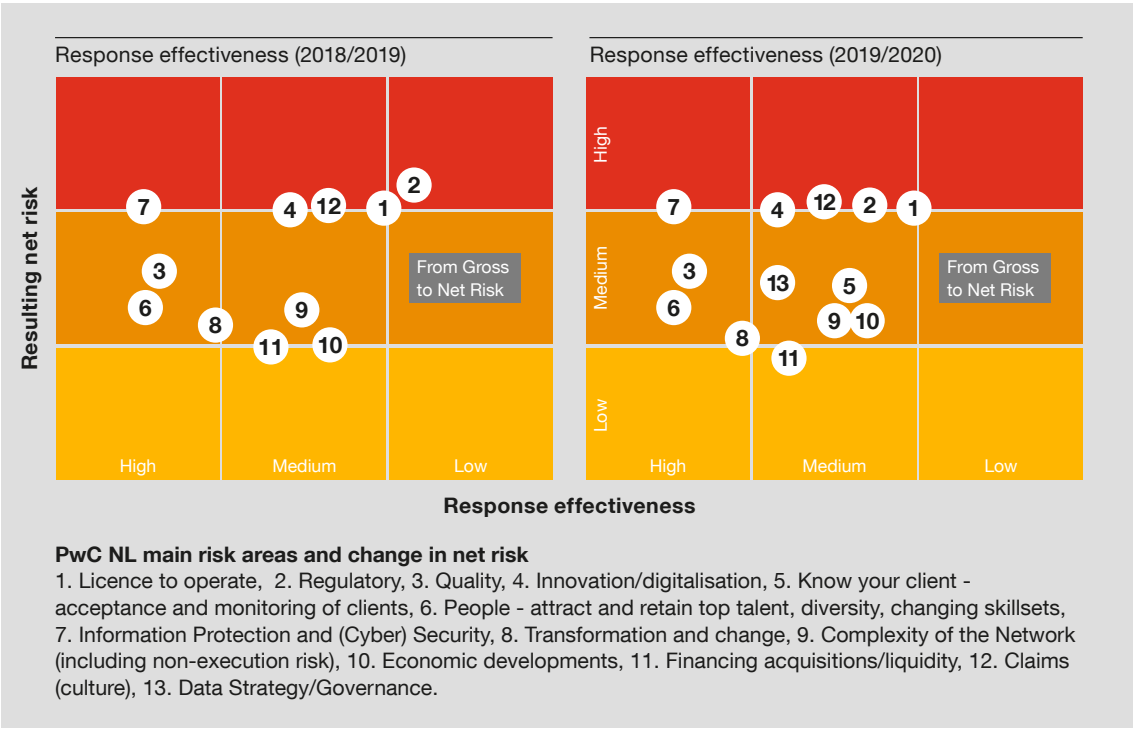 Response effectiveness (2018/2019)
Response effectiveness (2019/2020)
Resulting net risk
7
4
12
1
2
3
6
8
9
11
10
From Gross
to Net Risk
High
Medium
Low
High
Medium
Low
7
4
12
2
1
3
13
5
6
9
10
8
11
From Gross
to Net Risk
High
Medium
Low
Response effectiveness
PwC NL main risk areas and change in net risk
1. Licence to operate, 2. Regulatory, 3. Quality, 4. Innovation/digitalisation, 5. Know your client -
acceptance and monitoring of clients, 6. People - attract and retain top talent, diversity, changing skillsets,
7. Information Protection and (Cyber) Security, 8. Transformation and change, 9. Complexity of the Network
(including non-execution risk), 10. Economic developments, 11. Financing acquisitions/liquidity, 12. Claims
(culture), 13. Data Strategy/Governance.